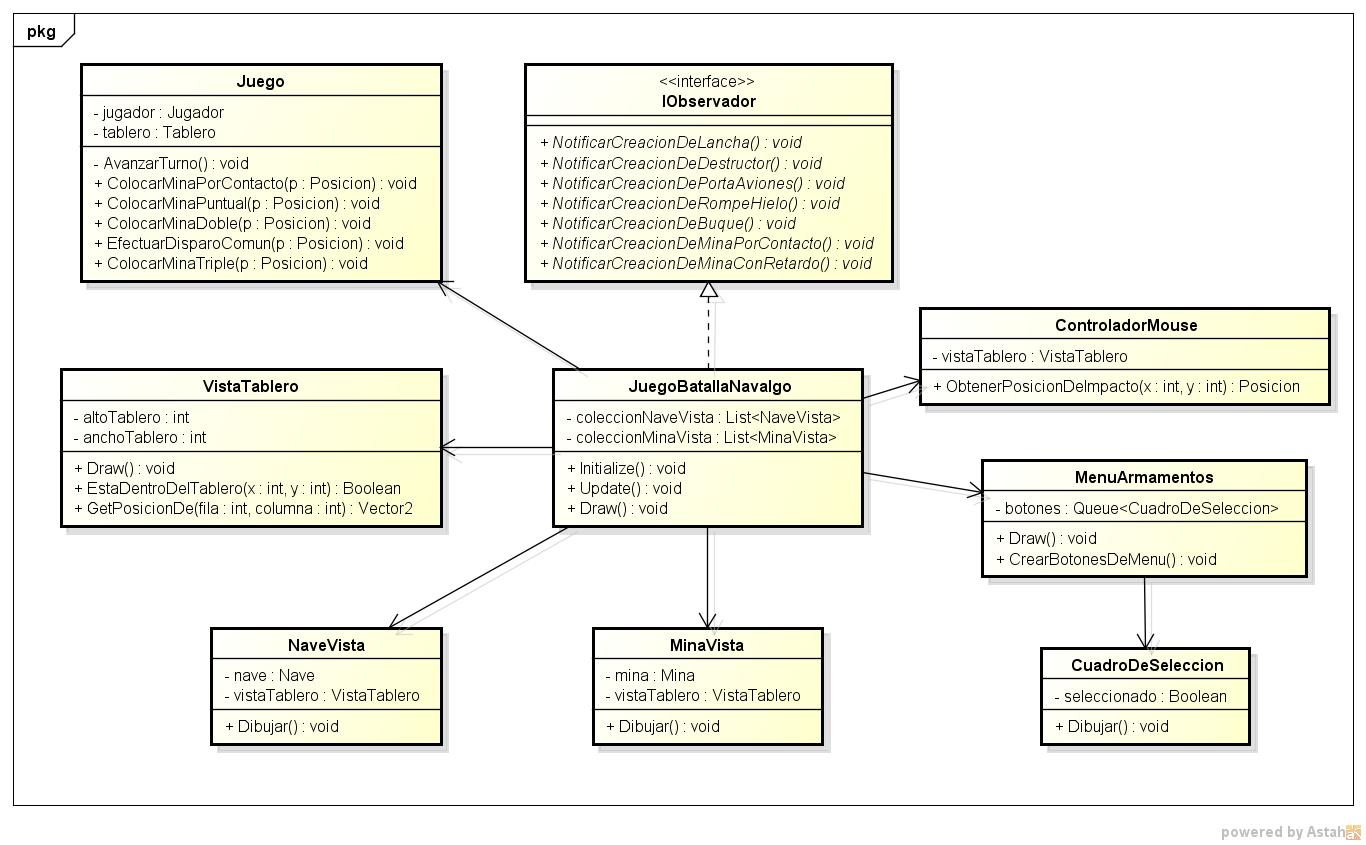 pkg
Juego
- jugador : Jugador
- tablero : Tablero
- AvanzarTurno() : void
+ ColocarMinaPorContacto(p : Posicion) : void
+ ColocarMinaPuntual(p : Posicion) : void
+ ColocarMinaDoble(p : Posicion) : void
+ EfectuarDisparoComun(p : Posicion) : void
+ ColocarMinaTriple(p : Posicion) : void
<<interface>>
IObservador
+ NotificarCreacionDeLancha() : void
+ NotificarCreacionDeDestructor() : void
+ NotificarCreacionDePortaAviones() : void
+ NotificarCreacionDeRompeHielo() : void
+ NotificarCreacionDeBuque() : void
+ NotificarCreacionDeMinaPorContacto() : void
+ NotificarCreacionDeMinaConRetardo() : void
ControladorMouse
- vistaTablero : VistaTablero
+ ObtenerPosicionDeImpacto(x : int, y : int) : Posicion
VistaTablero
- altoTablero : int
- anchoTablero : int
+ Draw() : void
+ EstaDentroDelTablero(x : int, y : int) : Boolean
+ GetPosicionDe(fila : int, columna : int) : Vector2
JuegoBatallaNavalgo
- coleccionNaveVista : List<NaveVista>
- coleccionMinaVista : List<MinaVista>
+ Initialize() : void
+ Update() : void
+ Draw() : void
MenuArmamentos
- botones : Queue<CuadroDeSeleccion>
+ Draw() : void
+ CrearBotonesDeMenu() : void
NaveVista
- nave : Nave
- vistaTablero : VistaTablero
+ Dibujar() : void
MinaVista
- mina : Mina
- vistaTablero : VistaTablero
+ Dibujar() : void
CuadroDeSeleccion
- seleccionado : Boolean
+ Dibujar() : void
powered by Astah